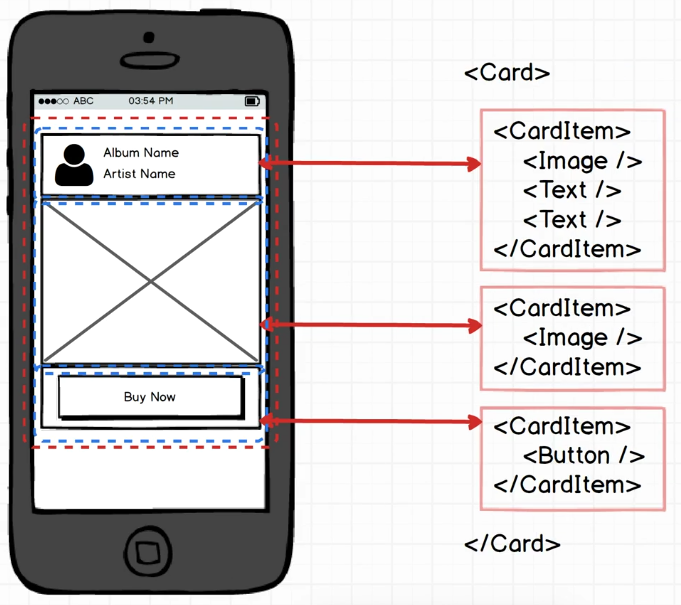 ABC 03:54 PM
Album Name
Artist Name
Buy Now
<Card>
<CardItem>
<Image />
<Text />
<Text />
</CardItem>
<CardItem>
<Image />
</CardItem>
<CardItem>
<Button />
</CardItem>
</Card>